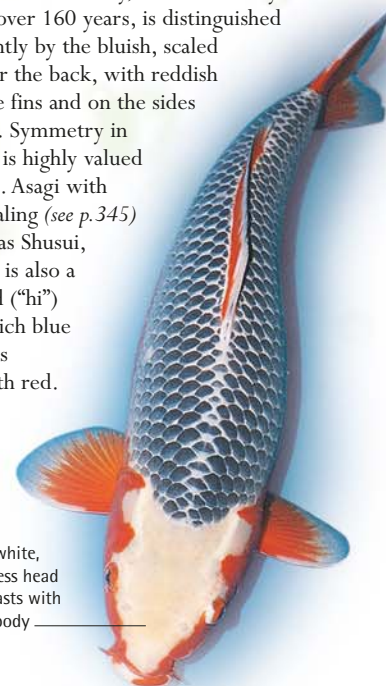 over 160 years, is distinguished
ntly by the bluish, scaled
r the back, with reddish
e fins and on the sides
. Symmetry in
is highly valued
. Asagi with
aling (see p.345)
as Shusui,
is also a
l (“hi”)
ich blue
s
th red.
white,
ess head
asts with
body